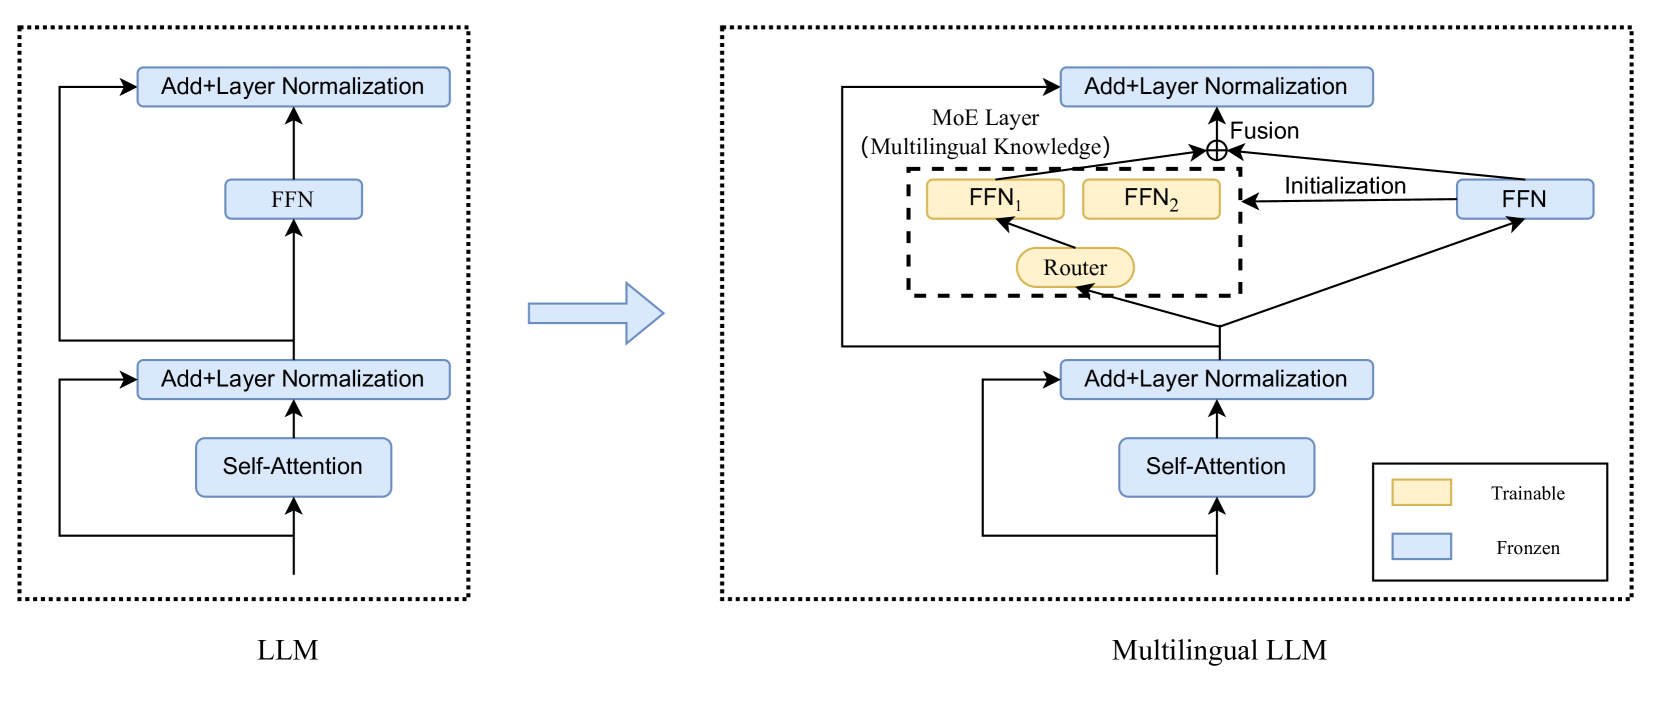 Add+Layer Normalization
FFN
Add+Layer Normalization
Self-Attention
LLM
Add+Layer Normalization
MoE Layer
(Multilingual Knowledge)
Fusion
FFN1
FFN2
Initialization
FFN
Router
Add+Layer Normalization
Self-Attention
Trainable
Fronzen
Multilingual LLM